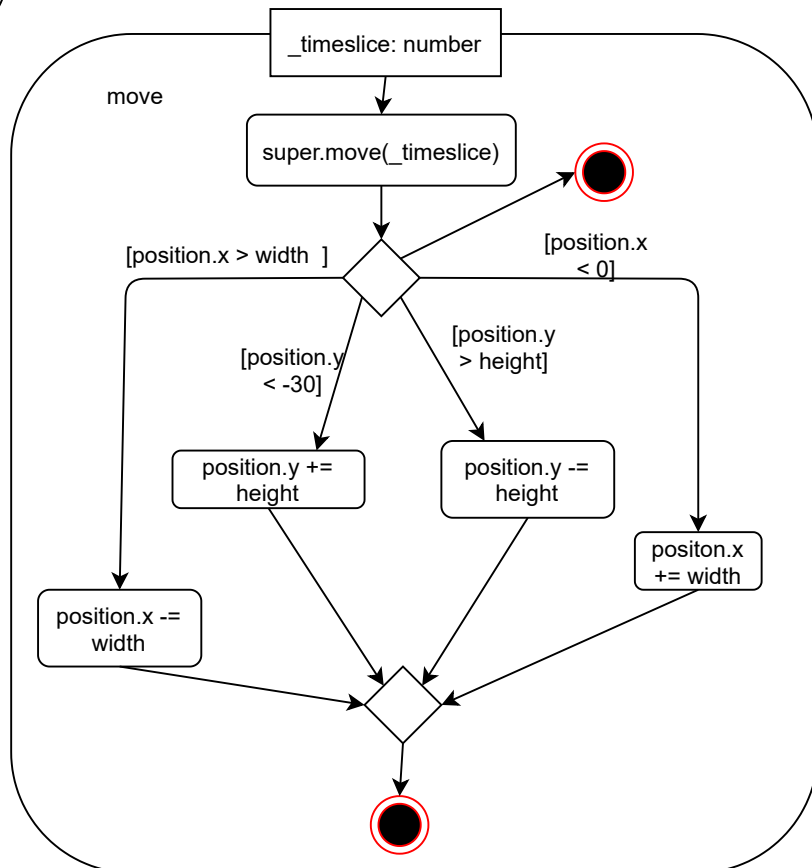 _timeslice: number
move
super.move(_timeslice)
[position.x > width  ]
[position.x
< 0]
[position.y
< -30]
[position.y
> height]
position.y +=
height
position.y -=
height
positon.x
+= width
position.x -=
width